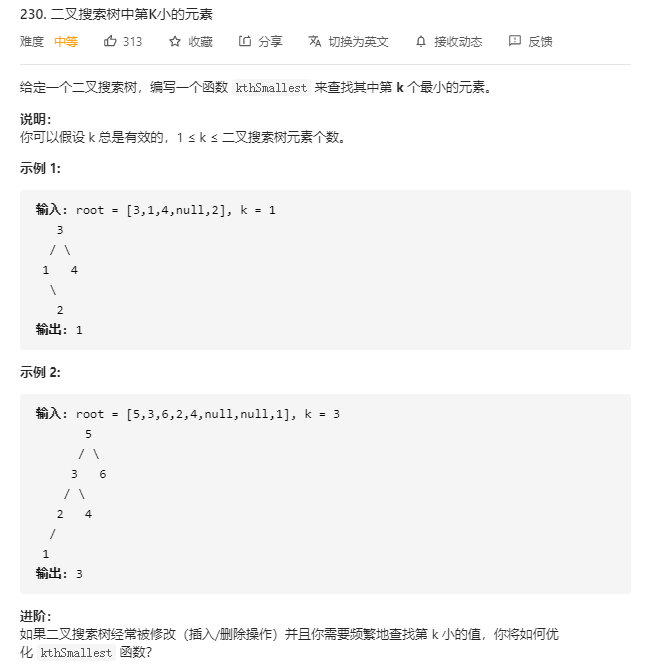 230. 二叉搜索树中第K小的元素
难度 中等 313 收藏 分享 切换为英文 接收动态 反馈
给定一个二叉搜索树，编写一个函数 kthSmallest 来查找其中第 k 个最小的元素。
说明：
你可以假设 k 总是有效的，1 ≤ k ≤ 二叉搜索树元素个数。
示例 1:
输入: root = [3,1,4,null,2], k = 1
3
/ \
1 4
\
2
输出: 1
示例 2:
输入: root = [5,3,6,2,4,null,null,1], k = 3
5
/ \
3 6
/ \
2 4
/
1
输出: 3
进阶：
如果二叉搜索树经常被修改（插入/删除操作）并且你需要频繁地查找第 k 小的值，你将如何优
化 kthSmallest 函数？